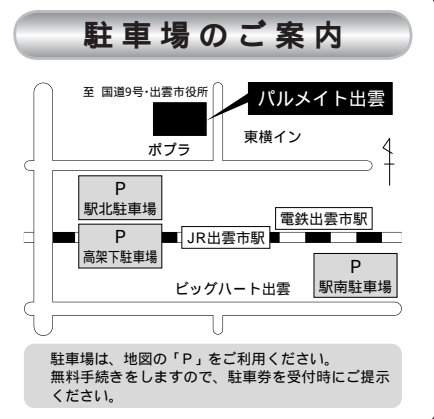 駐車場のご案内
至 国道9号・出雲市役所
パルメイト出雲
ポプラ
東横イン
P
駅北駐車場
電鉄出雲市駅
P
高架下駐車場
JR出雲市駅
P
駅南駐車場
ビッグハート出雲
駐車場は、地図の「P」をご利用ください。
無料手続きをしますので、駐車券を受付時にご提示
ください。